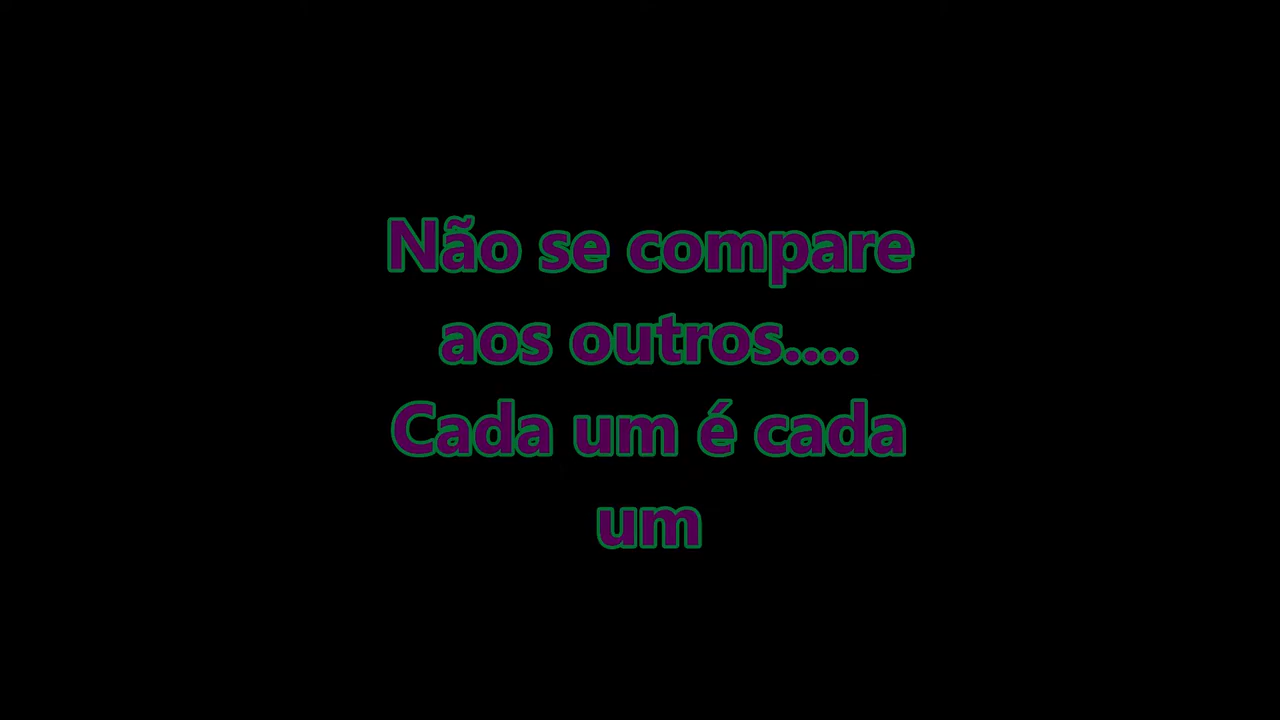 Não se compare
aos outros....
Cada um é cada
um